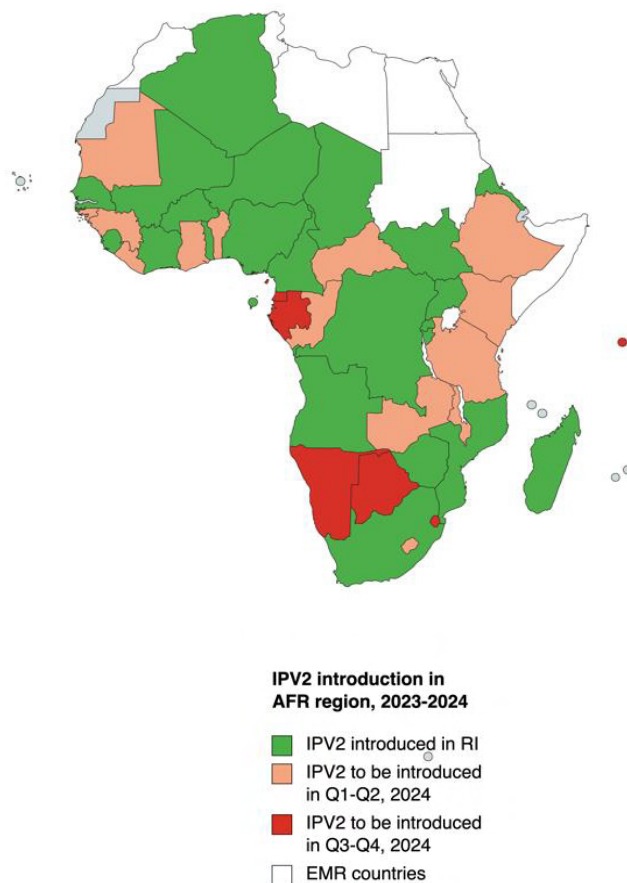 IPV2 introduction in
AFR region, 2023-2024
IPV2 introduced in RI
IPV2 to be introduced
in Q1-Q2, 2024
IPV2 to be introduced
in Q3-Q4, 2024
EMR countries